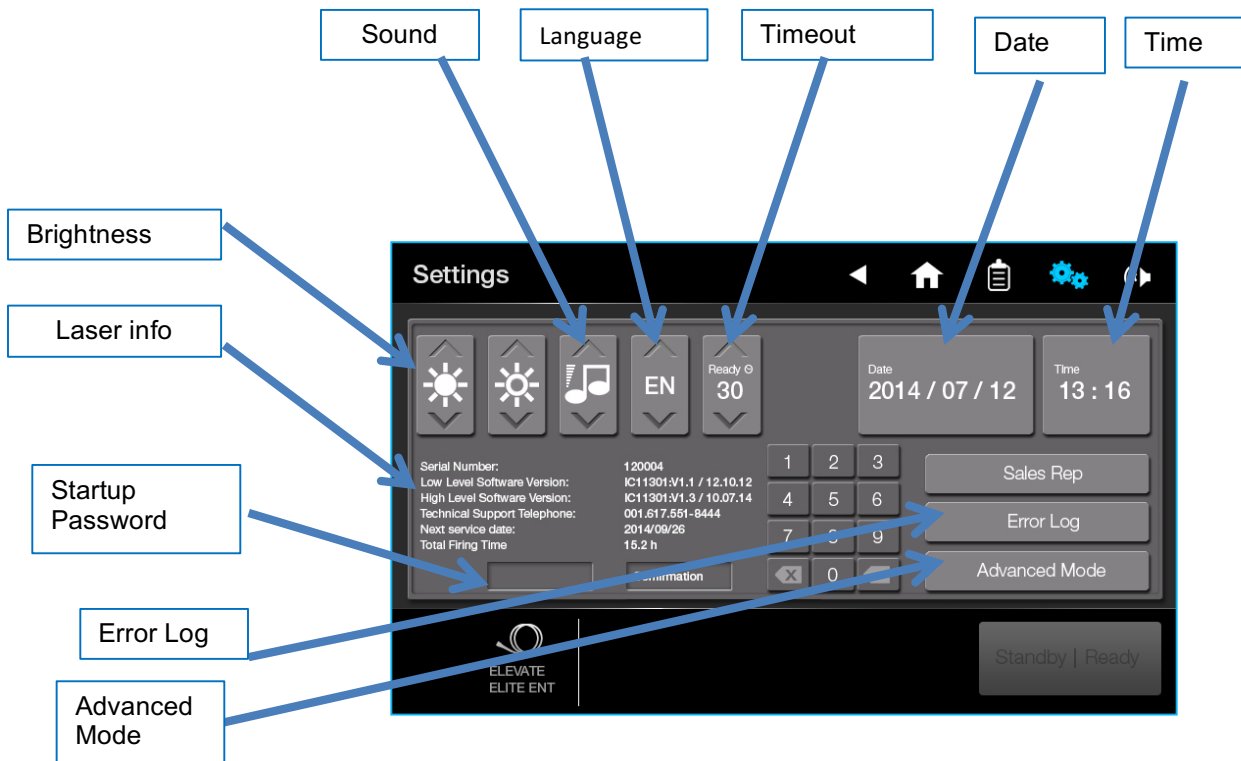 Sound
Language
Timeout
Date
Time
Brightness
Laser info
Startup
Password
Error Log
Advanced
Mode
Settings
EN
Ready
30
Date
2014 / 07 / 12
Time
13 : 16
Serial Number: 120004
Low Level Software Version: IC11301:V1.1 / 12.10.12
High Level Software Version: IC11301:V1.3 / 10.07.14
Technical Support Telephone: 001.617.551-8444
Next service date: 2014/09/26
Total Firing Time 15.2 h
Confirmation
1 2 3
4 5 6
7 8 9
0
Sales Rep
Error Log
Advanced Mode
ELEVATE
ELITE ENT
Standby | Ready